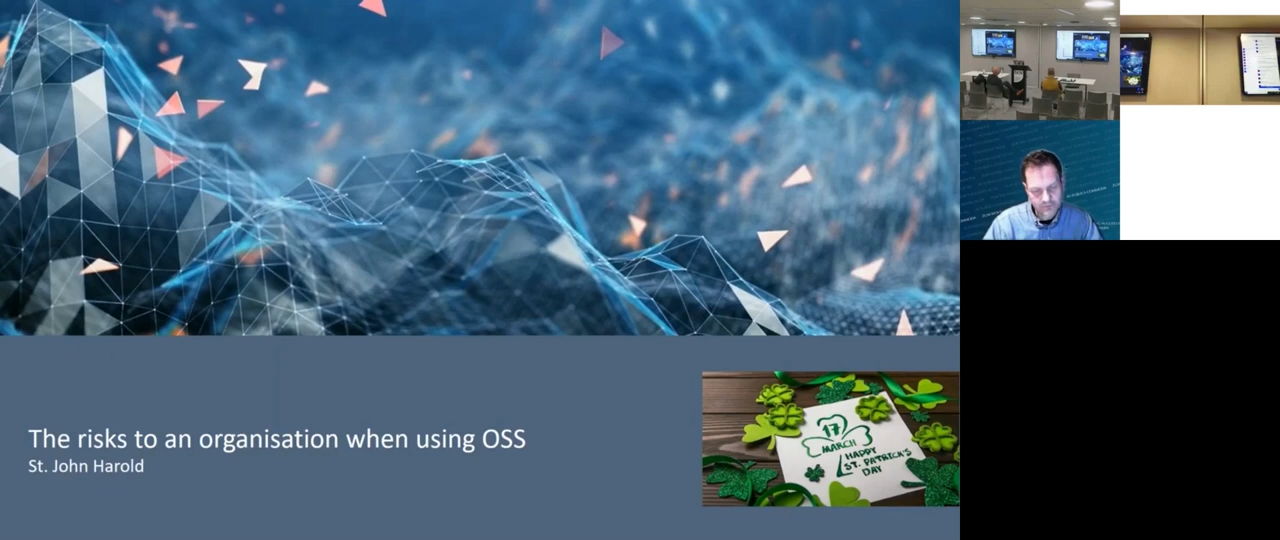 The risks to an organisation when using OSS
St. John Harold
17
MARCH
HAPPY
ST. PATRICK'S
DAY